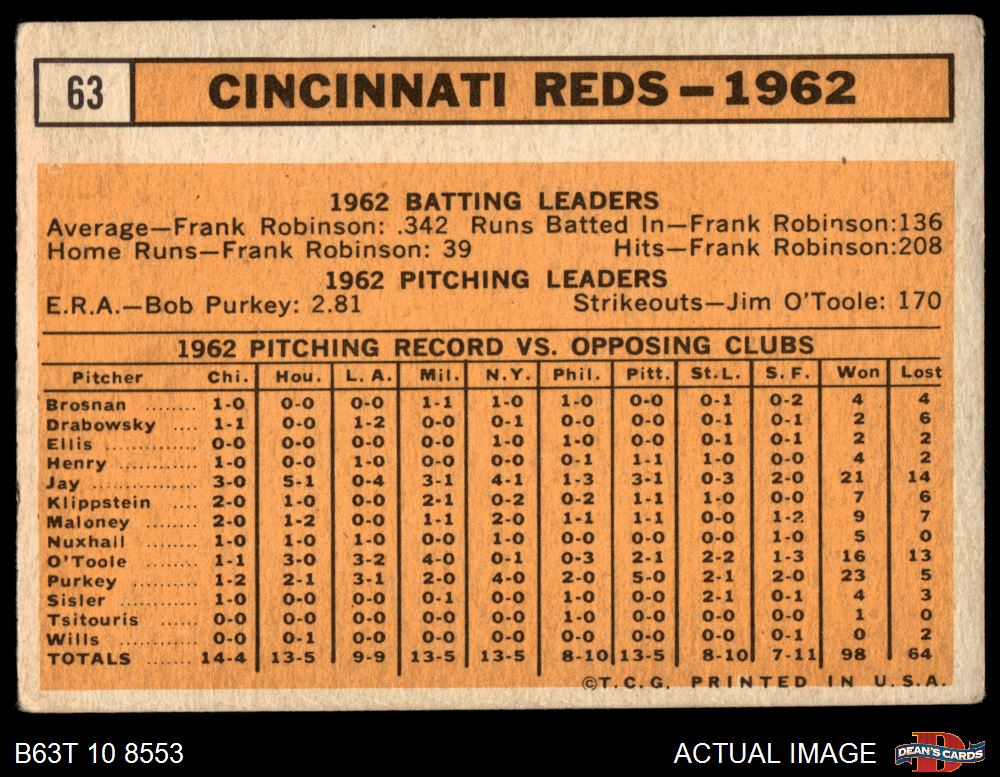 63 CINCINNATI REDS—1962
1962 BATTING LEADERS
Average—Frank Robinson: .342 Runs Batted In—Frank Robinson:136
Home Runs—Frank Robinson: 39 Hits—Frank Robinson:208
1962 PITCHING LEADERS
E.R.A.—Bob Purkey: 2.81 Strikeouts—Jim O'Toole: 170
1962 PITCHING RECORD VS. OPPOSING CLUBS
Pitcher Chi. Hou. L. A. Mil. N.Y. Phil. Pitt. St.L. S. F. Won Lost
Brosnan ........ 1-0 0-0 0-0 1-1 1-0 1-0 0-0 0-1 0-2 4 4
Drabowsky .... 1-1 0-0 1-2 0-0 0-1 0-0 0-0 0-1 0-1 2 6
Ellis .............. 0-0 0-0 0-0 0-0 1-0 1-0 0-0 0-1 0-1 2 2
Henry ............ 1-0 0-0 1-0 0-0 0-0 0-1 1-1 1-0 0-0 4 2
Jay ................ 3-0 5-1 0-4 3-1 4-1 1-3 3-1 0-3 2-0 21 14
Klippstein .... 2-0 1-0 0-0 2-1 0-2 0-2 1-1 1-0 0-0 7 6
Maloney ........ 2-0 1-2 0-0 1-1 2-0 1-1 1-1 0-0 1-2 9 7
Nuxhall ........ 1-0 1-0 1-0 0-0 1-0 0-0 0-0 0-0 1-0 5 0
O'Toole ........ 1-1 3-0 3-2 4-0 0-1 0-3 2-1 2-2 1-3 16 13
Purkey .......... 1-2 2-1 3-1 2-0 4-0 2-0 5-0 2-1 2-0 23 5
Sisler ............ 1-0 0-0 0-0 0-1 0-0 1-0 0-0 2-1 0-1 4 3
Tsitouris ...... 0-0 0-0 0-0 0-0 0-0 1-0 0-0 0-0 0-0 1 0
Wills ............ 0-0 0-1 0-0 0-0 0-0 0-0 0-0 0-0 0-1 0 2
TOTALS ...... 14-4 13-5 9-9 13-5 13-5 8-10 13-5 8-10 7-11 98 64
©T.C.G. PRINTED IN U.S.A.
B63T 10 8553 ACTUAL IMAGE DEAN'S CARDS